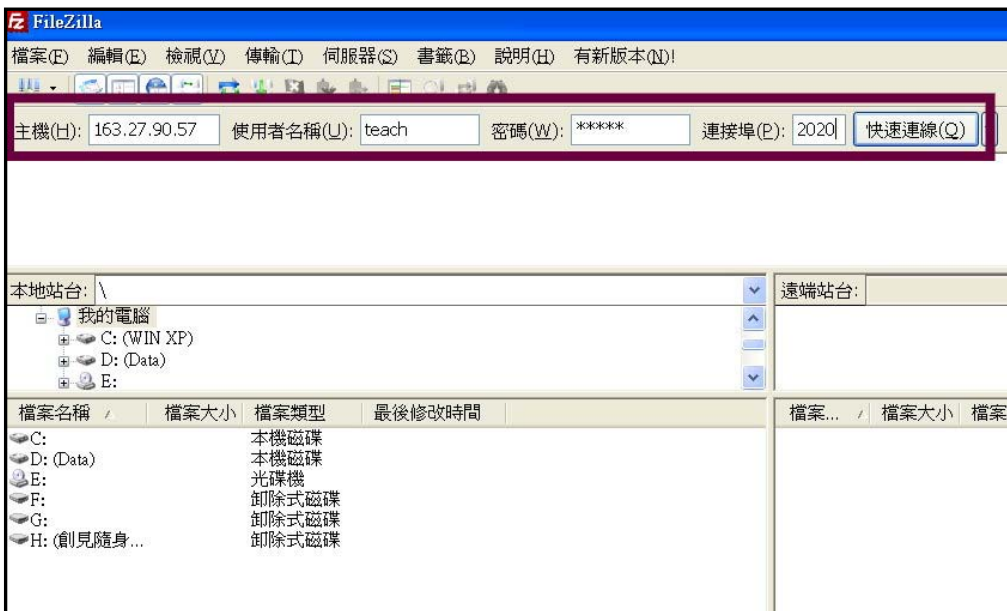 FileZilla
檔案(F) 編輯(E) 檢視(V) 傳輸(T) 伺服器(S) 書籤(B) 說明(H) 有新版本(N)!
主機(H): 163.27.90.57 使用者名稱(U): teach 密碼(W): ***** 連接埠(P): 2020 快速連線(Q)
本地站台: \ 遠端站台:
我的電腦
C: (WIN XP)
D: (Data)
E:
檔案名稱 檔案大小 檔案類型 最後修改時間 檔案... 檔案大小 檔案
C: 本機磁碟
D: (Data) 本機磁碟
E: 光碟機
F: 卸除式磁碟
G: 卸除式磁碟
H: (創見隨身... 卸除式磁碟